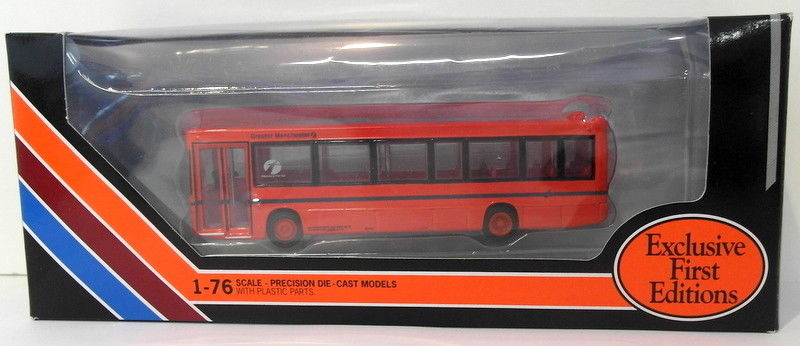 Greater Manchester
1-76 SCALE - PRECISION DIE-CAST MODELS
WITH PLASTIC PARTS.
Exclusive
First
Editions